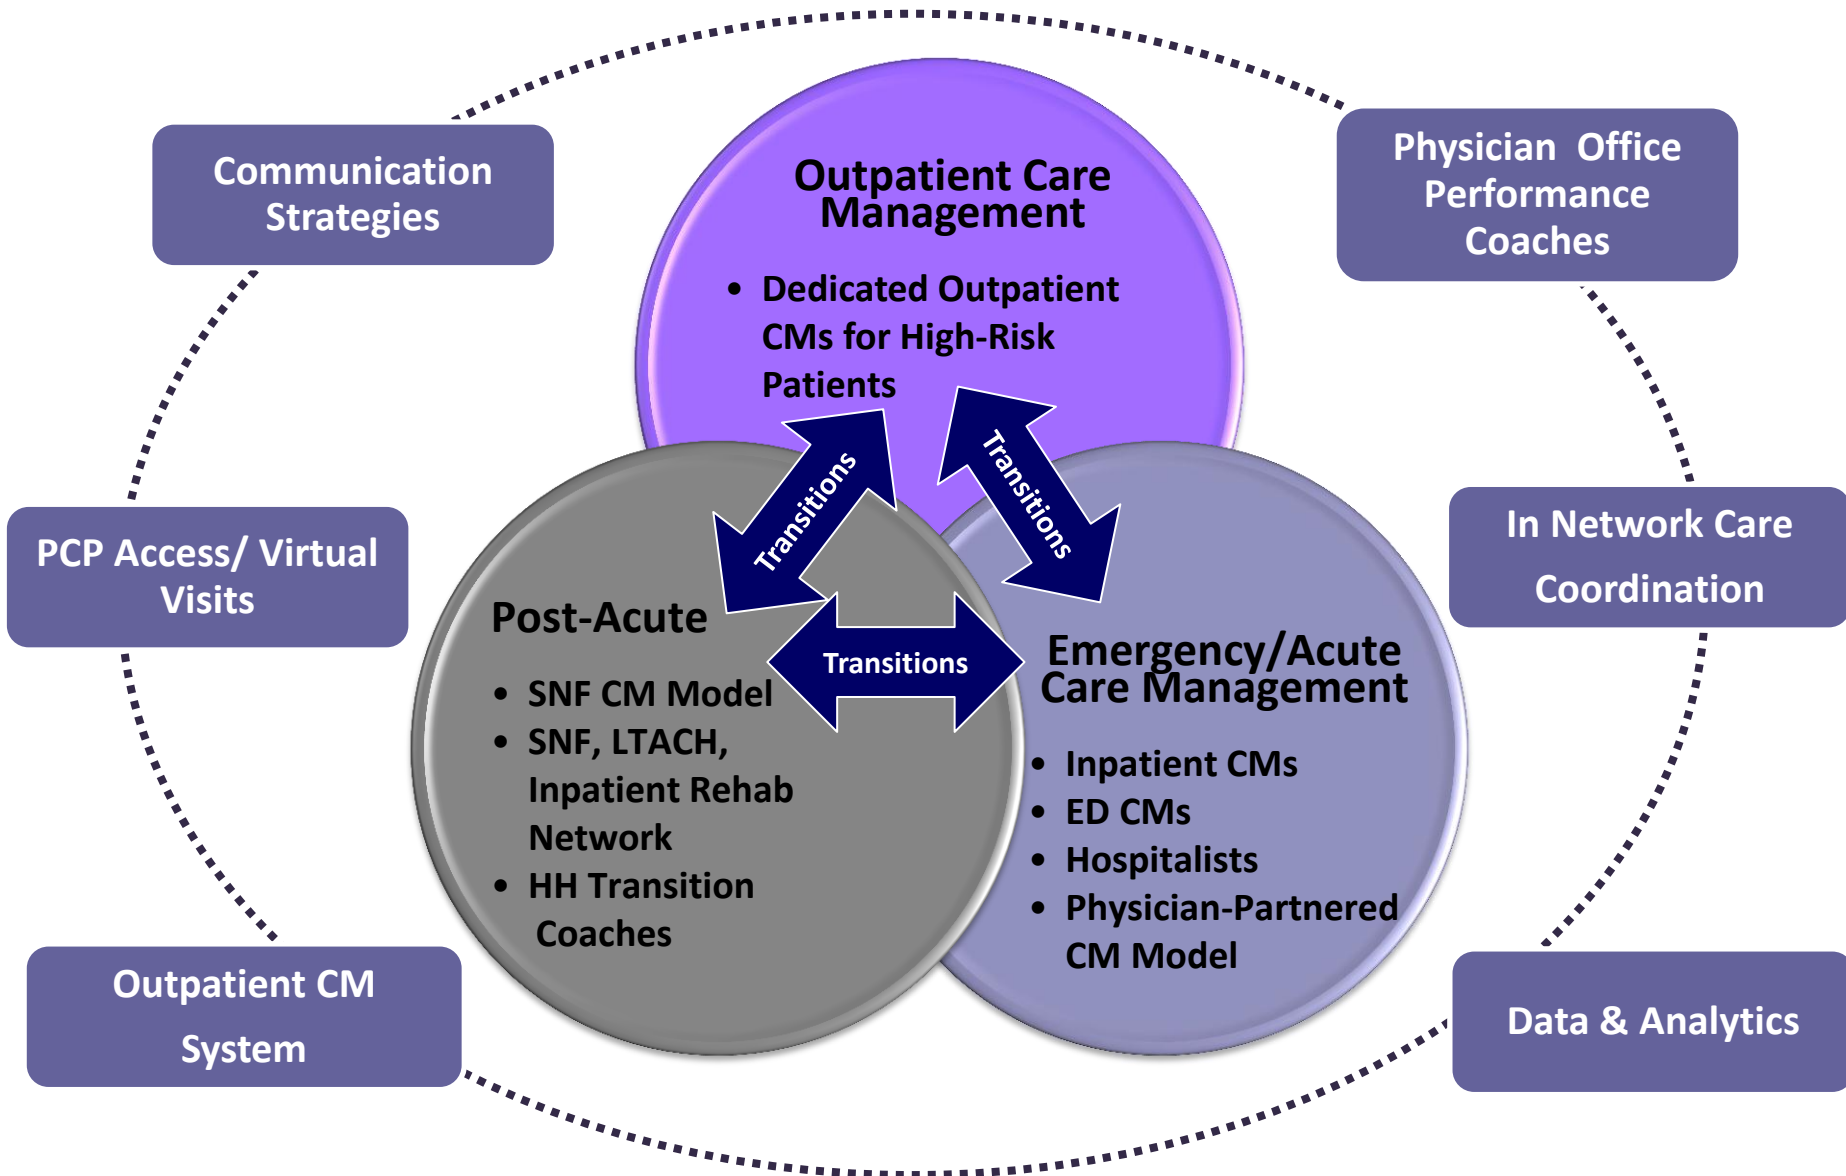 Communication
Strategies
Physician  Office
Performance
Coaches
Outpatient Care
Management
• Dedicated Outpatient
CMs for High-Risk
Patients
Transitions
Transitions
PCP Access/ Virtual
Visits
In Network Care
Coordination
Post-Acute
• SNF CM Model
• SNF, LTACH,
Inpatient Rehab
Network
• HH Transition
Coaches
Transitions
Emergency/Acute
Care Management
• Inpatient CMs
• ED CMs
• Hospitalists
• Physician-Partnered
CM Model
Outpatient CM
System
Data & Analytics